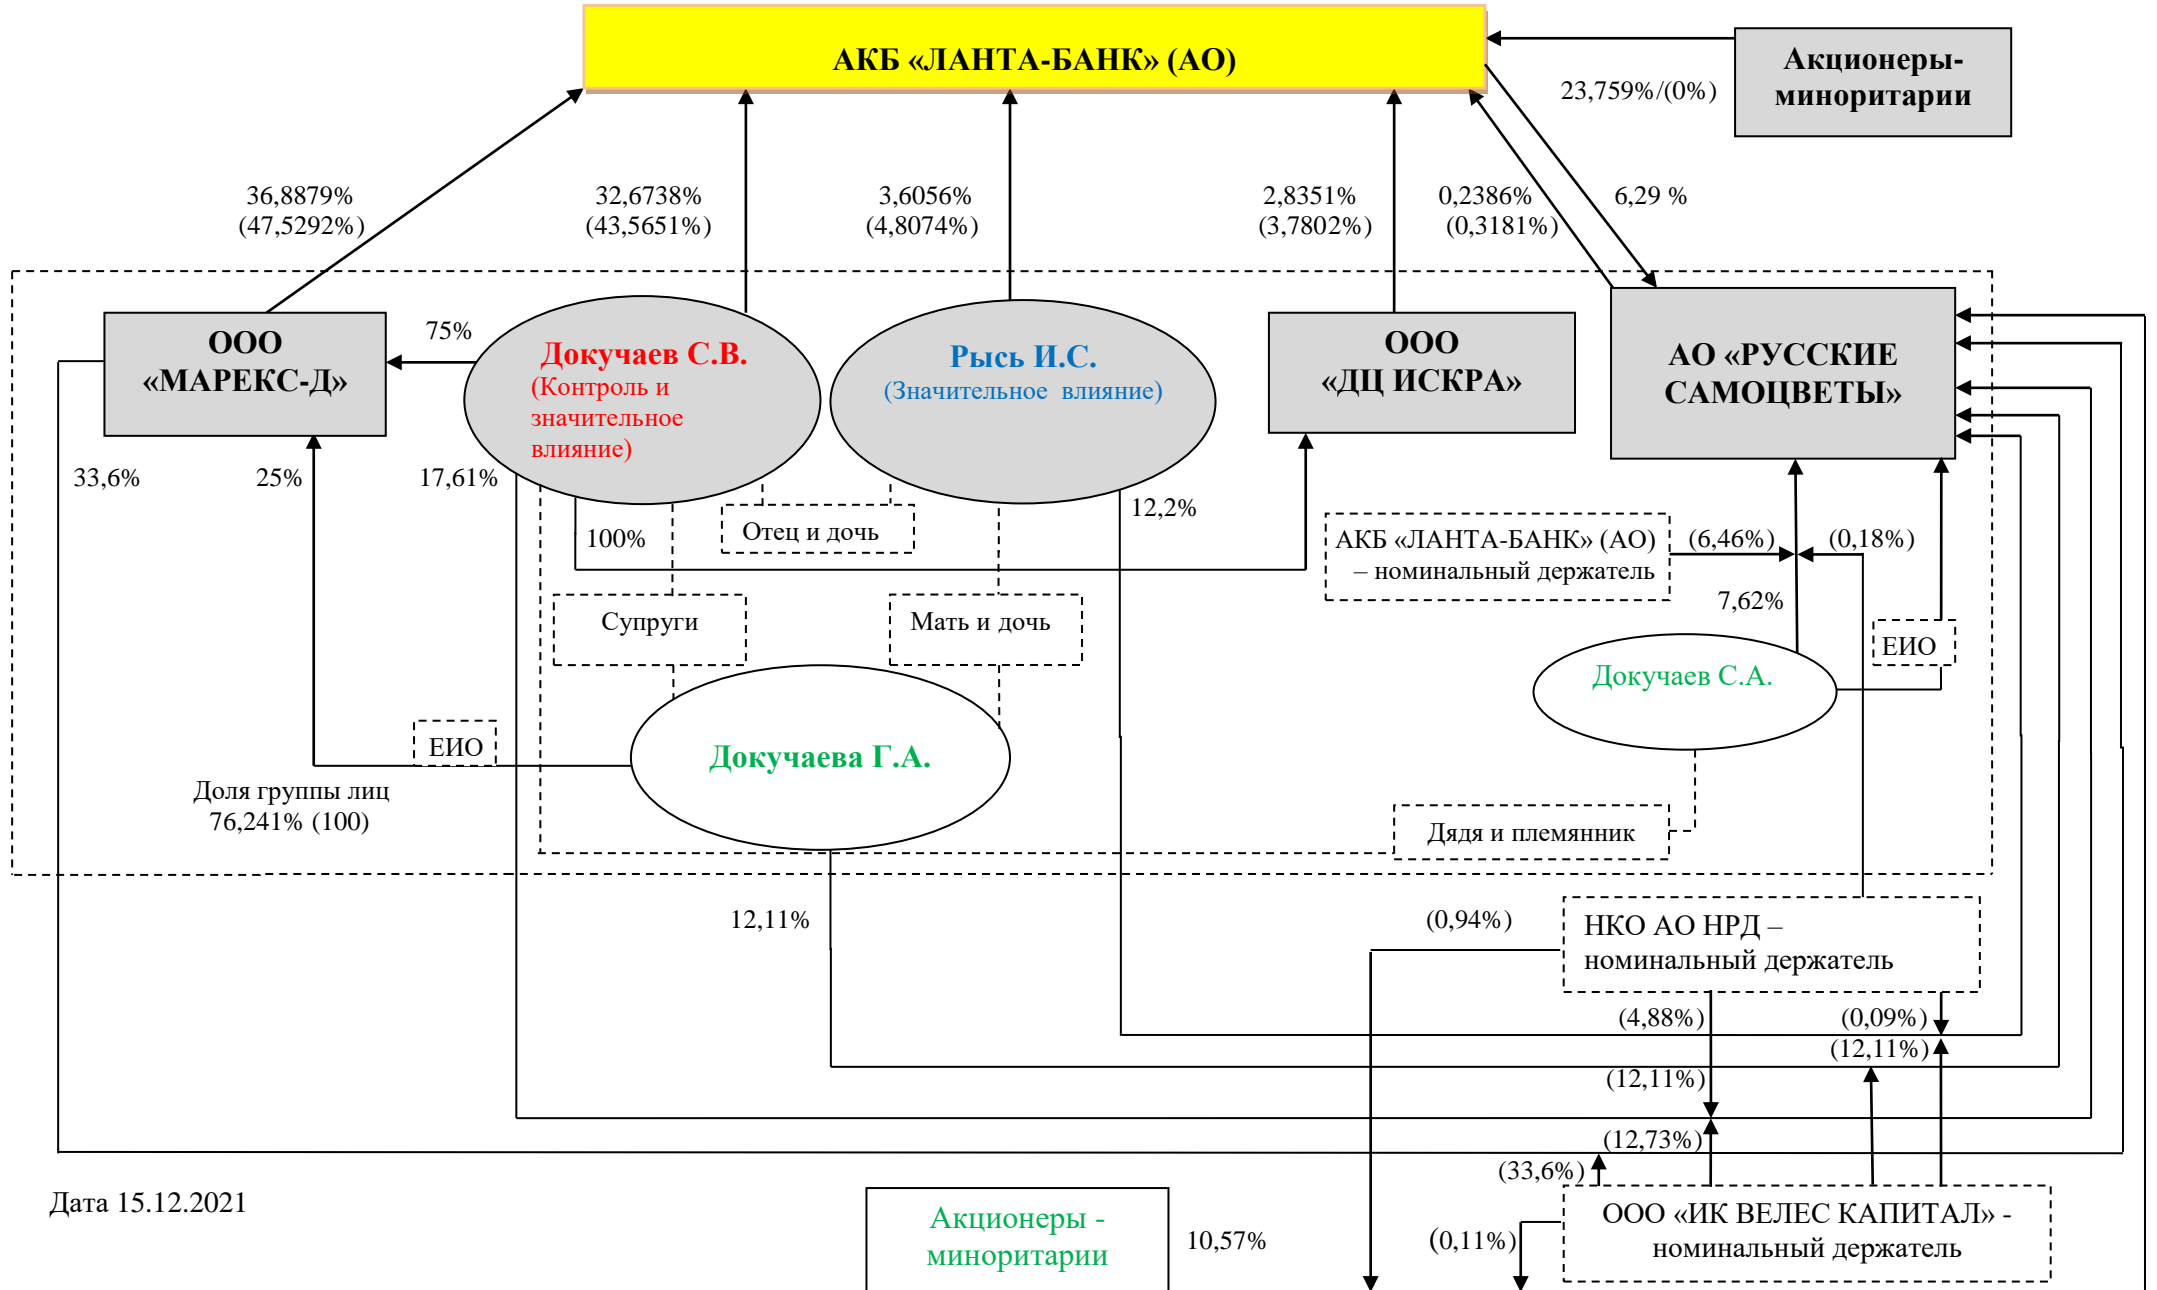 АКБ «ЛАНТА-БАНК» (АО)
Акционеры-
миноритарии
23,759%/(0%)
36,8879%
(47,5292%)
32,6738%
(43,5651%)
3,6056%
(4,8074%)
2,8351%
(3,7802%)
0,2386%
(0,3181%)
6,29 %
ООО
«МАРЕКС-Д»
75%
Докучаев С.В.
(Контроль и
значительное
влияние)
Рысь И.С.
(Значительное влияние)
ООО
«ДЦ ИСКРА»
АО «РУССКИЕ
САМОЦВЕТЫ»
33,6%
25%
17,61%
100%
Отец и дочь
12,2%
АКБ «ЛАНТА-БАНК» (АО)
– номинальный держатель
(6,46%)
(0,18%)
7,62%
Супруги
Мать и дочь
ЕИО
Докучаев С.А.
ЕИО
Докучаева Г.А.
Доля группы лиц
76,241% (100)
Дядя и племянник
12,11%
(0,94%)
НКО АО НРД –
номинальный держатель
(4,88%)
(0,09%)
(12,11%)
(12,11%)
(12,73%)
(33,6%)
Дата 15.12.2021
Акционеры -
миноритарии
10,57%
(0,11%)
ООО «ИК ВЕЛЕС КАПИТАЛ» -
номинальный держатель